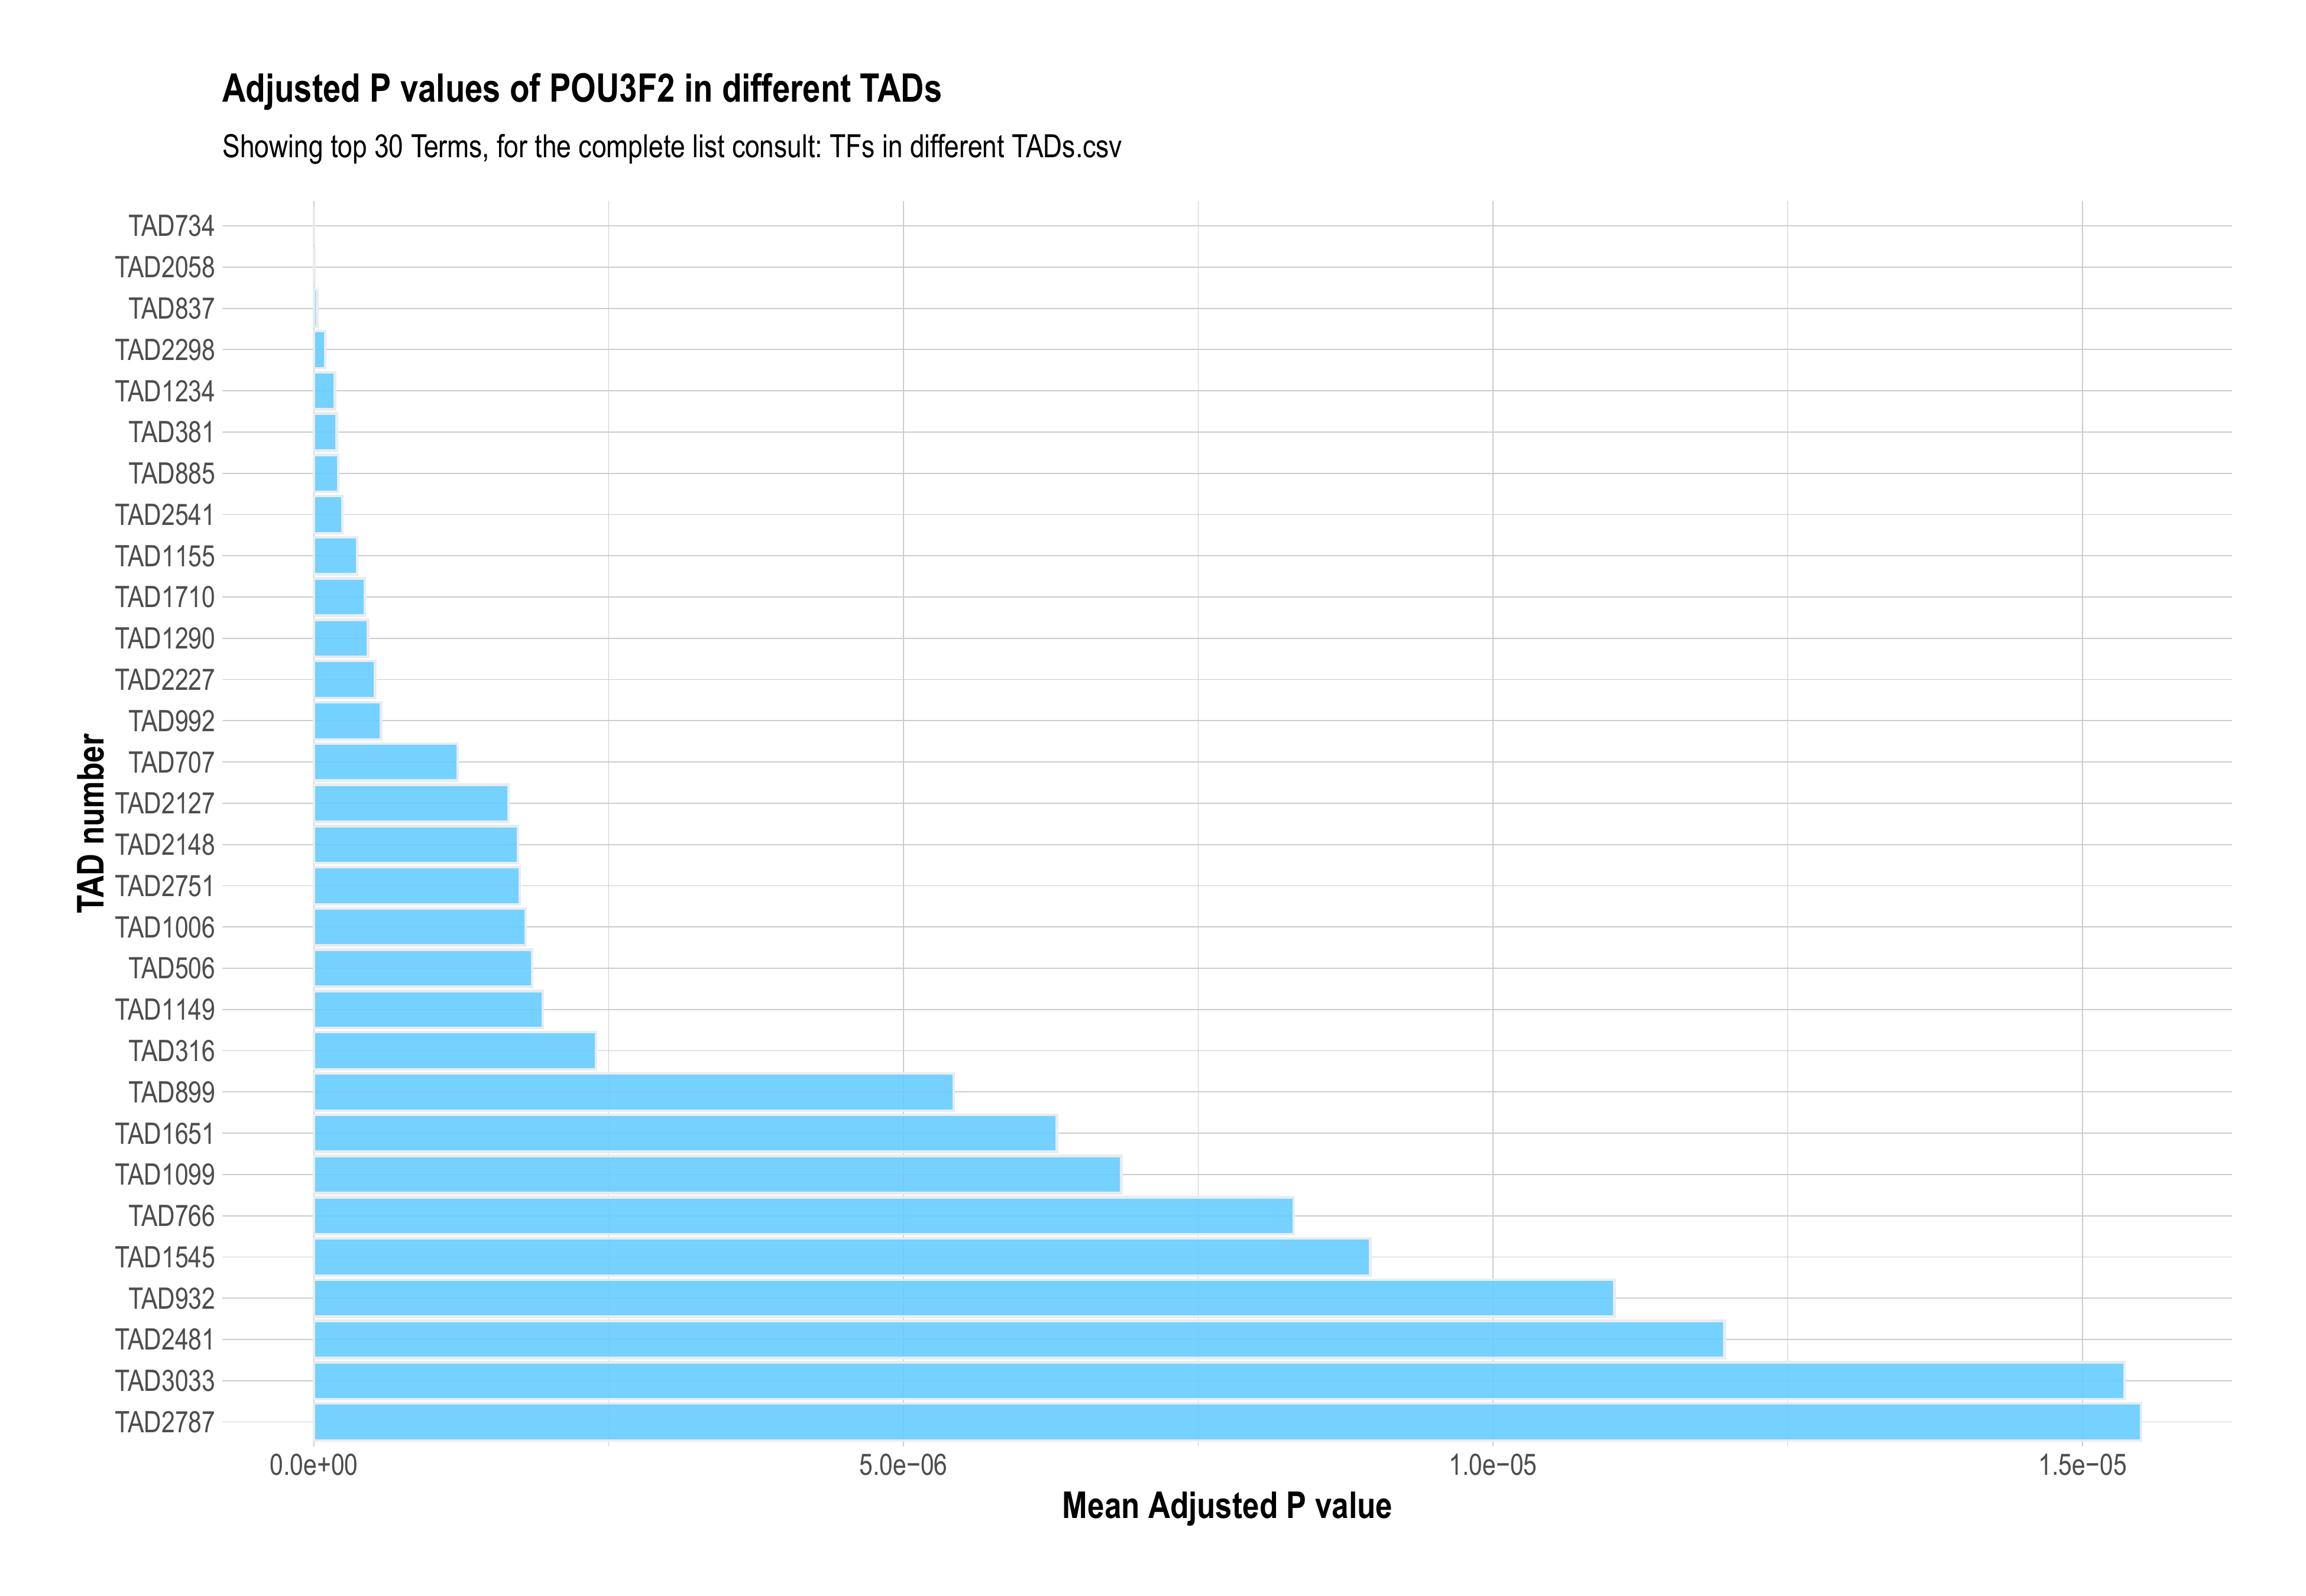 Adjusted P values of POU3F2 in different TADs
Showing top 30 Terms, for the complete list consult: TFs in different TADs.csv
TAD number
TAD734
TAD2058
TAD837
TAD2298
TAD1234
TAD381
TAD885
TAD2541
TAD1155
TAD1710
TAD1290
TAD2227
TAD992
TAD707
TAD2127
TAD2148
TAD2751
TAD1006
TAD506
TAD1149
TAD316
TAD899
TAD1651
TAD1099
TAD766
TAD1545
TAD932
TAD2481
TAD3033
TAD2787
0.0e+00 5.0e−06 1.0e−05 1.5e−05
Mean Adjusted P value